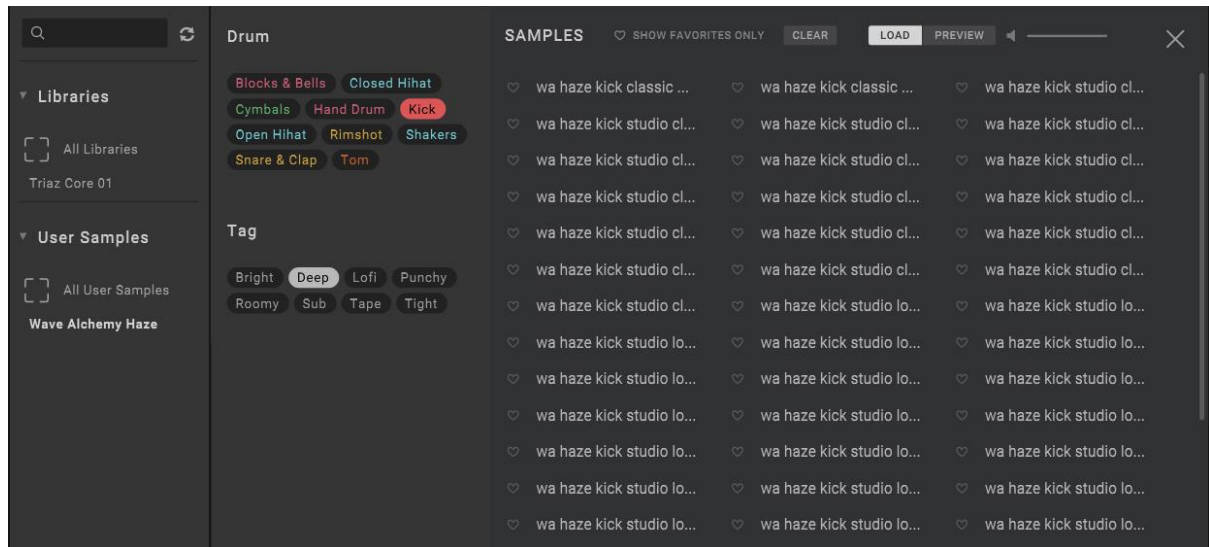 Libraries
All Libraries
Triaz Core 01
User Samples
All User Samples
Wave Alchemy Haze
Drum
Blocks & Bells Closed Hihat
Cymbals Hand Drum Kick
Open Hihat Rimshot Shakers
Snare & Clap Tom
Tag
Bright Deep Lofi Punchy
Roomy Sub Tape Tight
SAMPLES SHOW FAVORITES ONLY CLEAR LOAD PREVIEW
wa haze kick classic ... wa haze kick classic ... wa haze kick studio cl...
wa haze kick studio cl... wa haze kick studio cl... wa haze kick studio cl...
wa haze kick studio cl... wa haze kick studio cl... wa haze kick studio cl...
wa haze kick studio cl... wa haze kick studio cl... wa haze kick studio cl...
wa haze kick studio cl... wa haze kick studio cl... wa haze kick studio cl...
wa haze kick studio cl... wa haze kick studio cl... wa haze kick studio cl...
wa haze kick studio cl... wa haze kick studio lo... wa haze kick studio lo...
wa haze kick studio lo... wa haze kick studio lo... wa haze kick studio lo...
wa haze kick studio lo... wa haze kick studio lo... wa haze kick studio lo...
wa haze kick studio lo... wa haze kick studio lo... wa haze kick studio lo...
wa haze kick studio lo... wa haze kick studio lo... wa haze kick studio lo...
wa haze kick studio lo... wa haze kick studio lo... wa haze kick studio lo...
wa haze kick studio lo... wa haze kick studio lo... wa haze kick studio lo...